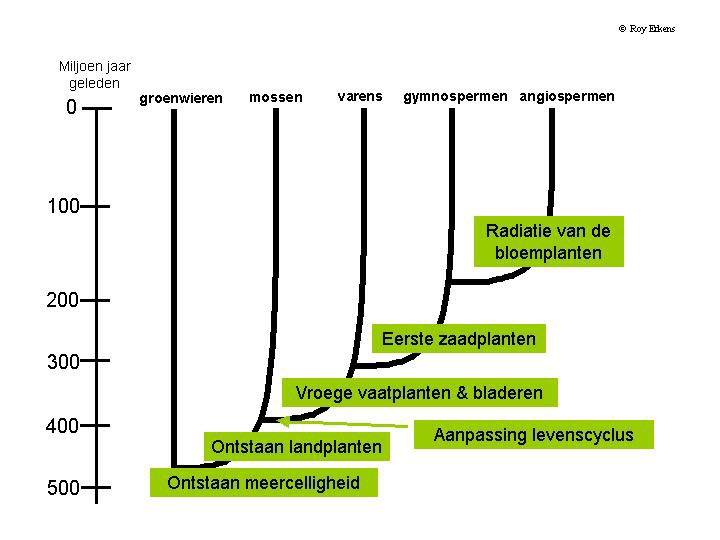 © Roy Erkens
Miljoen jaar
geleden
groenwieren mossen varens gymnospermen angiospermen
0
100
Radiatie van de
bloemplanten
200
Eerste zaadplanten
300
Vroege vaatplanten & bladeren
400
Aanpassing levenscyclus
Ontstaan landplanten
Ontstaan meercelligheid
500